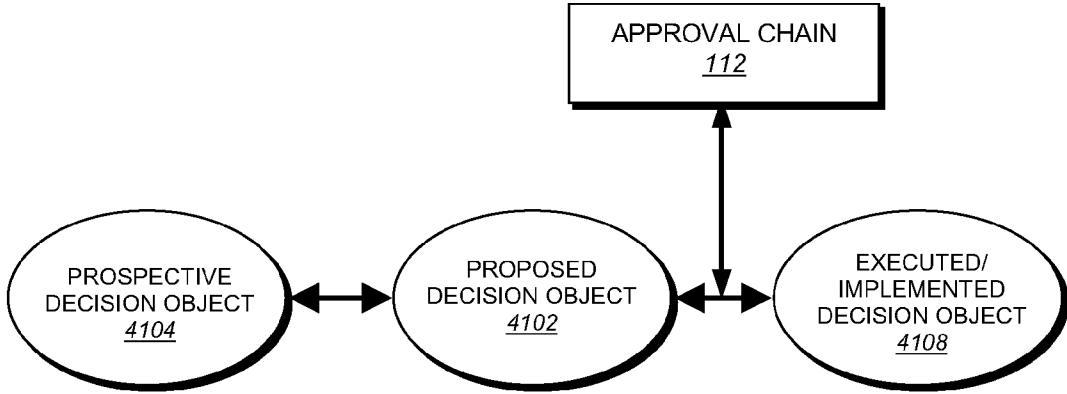 APPROVAL CHAIN
112
PROSPECTIVE
DECISION OBJECT
4104
PROPOSED
DECISION OBJECT
4102
EXECUTED/
IMPLEMENTED
DECISION OBJECT
4108